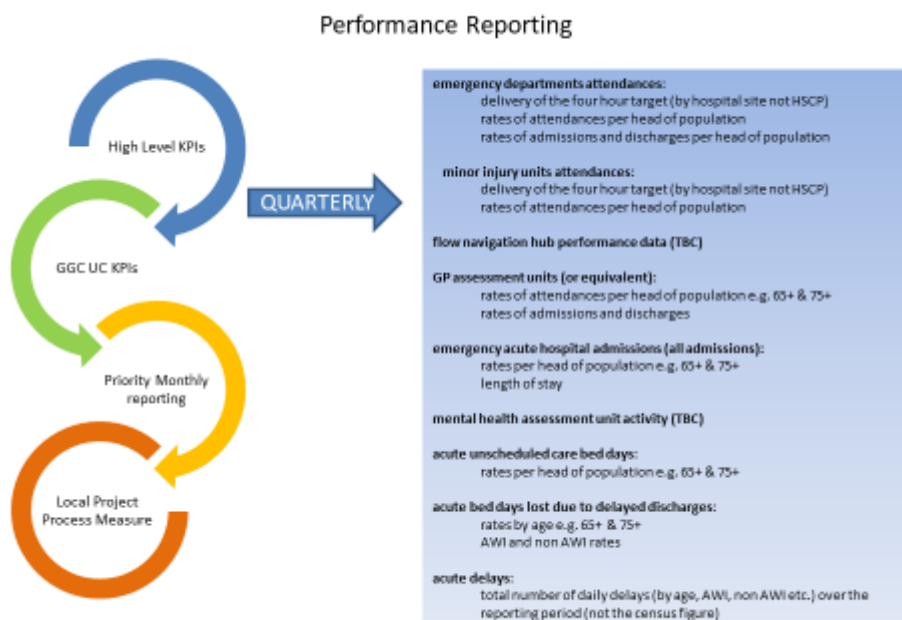 Performance Reporting
High Level KPIs
GGC UC KPIs
Priority Monthly
reporting
Local Project
Process Measure
QUARTERLY
emergency departments attendances:
delivery of the four hour target (by hospital site not HSCP)
rates of attendances per head of population
rates of admissions and discharges per head of population
minor injury units attendances:
delivery of the four hour target (by hospital site not HSCP)
rates of attendances per head of population
flow navigation hub performance data (TBC)
GP assessment units (or equivalent):
rates of attendances per head of population e.g. 65+ & 75+
rates of admissions and discharges
emergency acute hospital admissions (all admissions):
rates per head of population e.g. 65+ & 75+
length of stay
mental health assessment unit activity (TBC)
acute unscheduled care bed days:
rates per head of population e.g. 65+ & 75+
acute bed days lost due to delayed discharges:
rates by age e.g. 65+ & 75+
AWI and non AWI rates
acute delays:
total number of daily delays (by age, AWI, non AWI etc.) over the
reporting period (not the census figure)